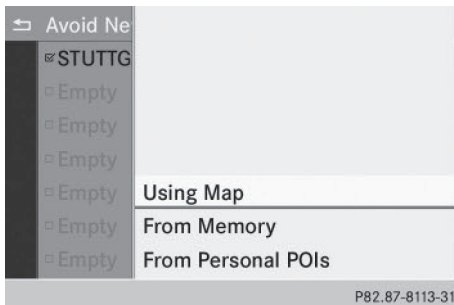 Avoid Ne
STUTTG
Empty
Empty
Empty
Empty
Empty
Empty
Using Map
From Memory
From Personal POIs
P82.87-8113-31